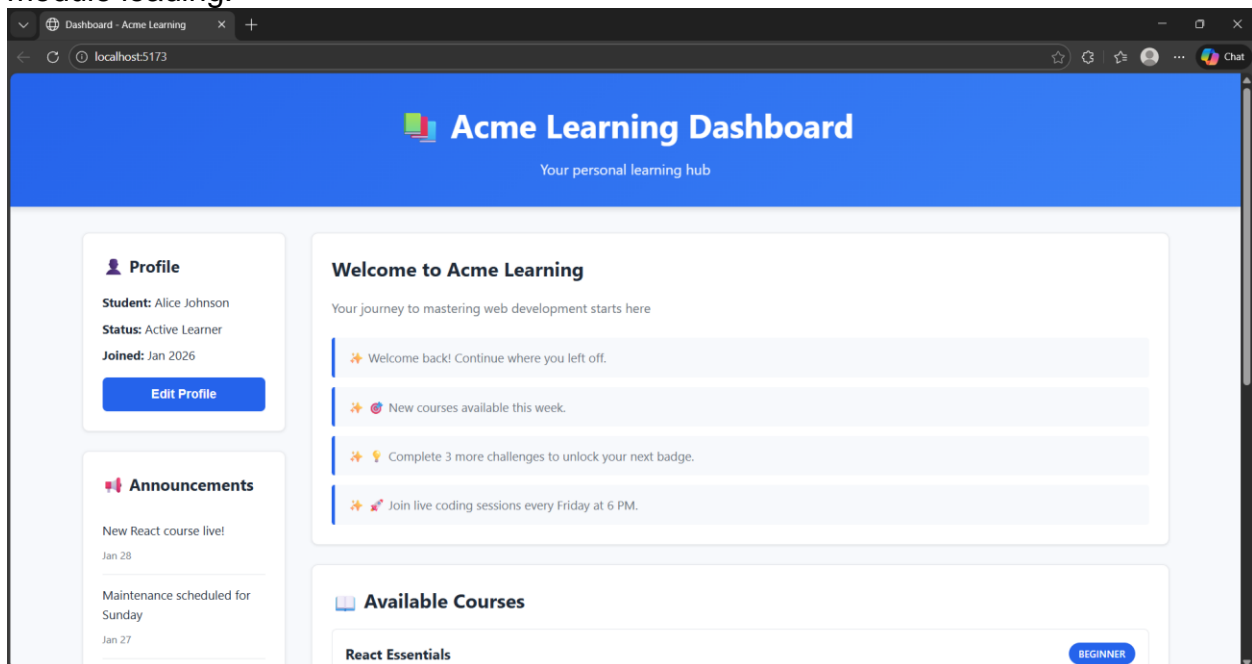 module loading.
Dashboard - Acme Learning
localhost:5173
Chat
📚 Acme Learning Dashboard
Your personal learning hub
👤 Profile
Student: Alice Johnson
Status: Active Learner
Joined: Jan 2026
Edit Profile
📢 Announcements
New React course live!
Jan 28
Maintenance scheduled for
Sunday
Jan 27
Welcome to Acme Learning
Your journey to mastering web development starts here
✨ Welcome back! Continue where you left off.
✨ 🎯 New courses available this week.
✨ 💡 Complete 3 more challenges to unlock your next badge.
✨ 🚀 Join live coding sessions every Friday at 6 PM.
📖 Available Courses
React Essentials
BEGINNER